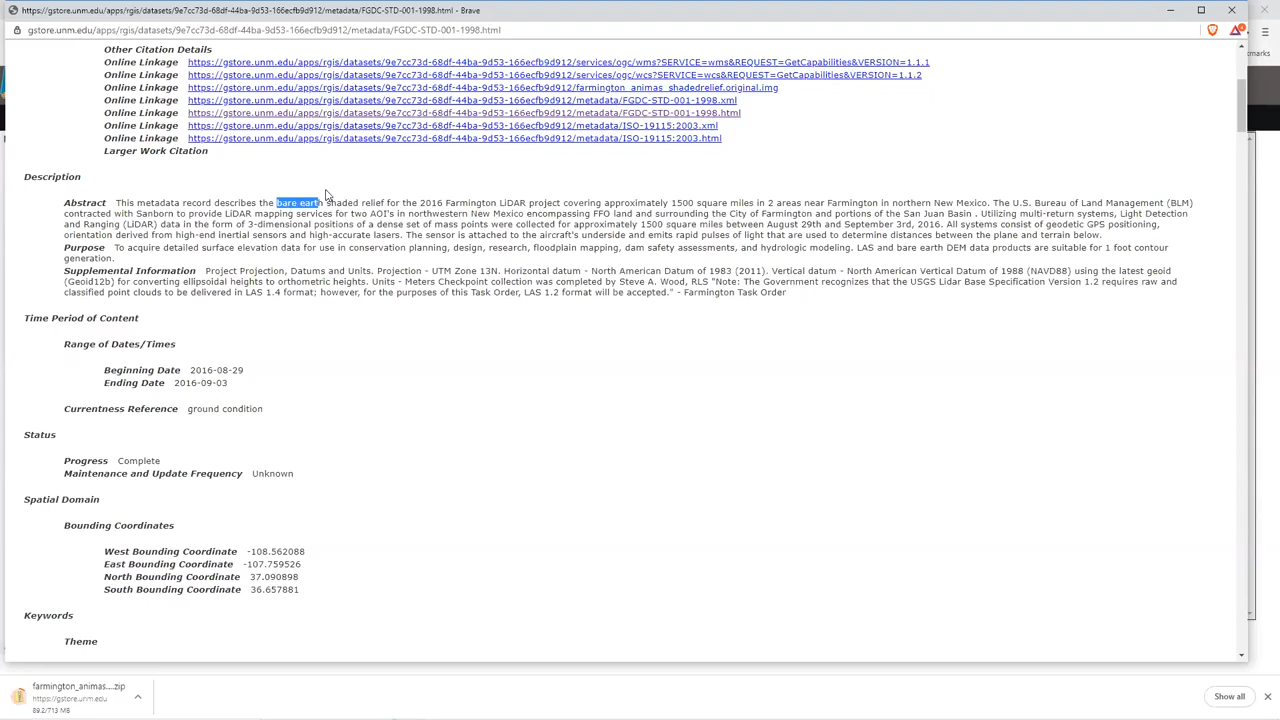 https://gstore.unm.edu/apps/rgis/datasets/9e7cc73d-68df-44ba-9d53-166ecfb9d912/metadata/FGDC-STD-001-1998.html - Brave
gstore.unm.edu/apps/rgis/datasets/9e7cc73d-68df-44ba-9d53-166ecfb9d912/metadata/FGDC-STD-001-1998.html
Other Citation Details
Online Linkage https://gstore.unm.edu/apps/rgis/datasets/9e7cc73d-68df-44ba-9d53-166ecfb9d912/services/ogc/wms?SERVICE=wms&REQUEST=GetCapabilities&VERSION=1.1.1
Online Linkage https://gstore.unm.edu/apps/rgis/datasets/9e7cc73d-68df-44ba-9d53-166ecfb9d912/services/ogc/wcs?SERVICE=wcs&REQUEST=GetCapabilities&VERSION=1.1.2
Online Linkage https://gstore.unm.edu/apps/rgis/datasets/9e7cc73d-68df-44ba-9d53-166ecfb9d912/farmington_animas_shadedrelief.original.img
Online Linkage https://gstore.unm.edu/apps/rgis/datasets/9e7cc73d-68df-44ba-9d53-166ecfb9d912/metadata/FGDC-STD-001-1998.xml
Online Linkage https://gstore.unm.edu/apps/rgis/datasets/9e7cc73d-68df-44ba-9d53-166ecfb9d912/metadata/FGDC-STD-001-1998.html
Online Linkage https://gstore.unm.edu/apps/rgis/datasets/9e7cc73d-68df-44ba-9d53-166ecfb9d912/metadata/ISO-19115:2003.xml
Online Linkage https://gstore.unm.edu/apps/rgis/datasets/9e7cc73d-68df-44ba-9d53-166ecfb9d912/metadata/ISO-19115:2003.html
Larger Work Citation
Description
Abstract This metadata record describes the bare earth shaded relief for the 2016 Farmington LiDAR project covering approximately 1500 square miles in 2 areas near Farmington in northern New Mexico. The U.S. Bureau of Land Management (BLM)
contracted with Sanborn to provide LiDAR mapping services for two AOI's in northwestern New Mexico encompassing FFO land and surrounding the City of Farmington and portions of the San Juan Basin . Utilizing multi-return systems, Light Detection
and Ranging (LiDAR) data in the form of 3-dimensional positions of a dense set of mass points were collected for approximately 1500 square miles between August 29th and September 3rd, 2016. All systems consist of geodetic GPS positioning,
orientation derived from high-end inertial sensors and high-accurate lasers. The sensor is attached to the aircraft's underside and emits rapid pulses of light that are used to determine distances between the plane and terrain below.
Purpose To acquire detailed surface elevation data for use in conservation planning, design, research, floodplain mapping, dam safety assessments, and hydrologic modeling. LAS and bare earth DEM data products are suitable for 1 foot contour
generation.
Supplemental Information Project Projection, Datums and Units. Projection - UTM Zone 13N. Horizontal datum - North American Datum of 1983 (2011). Vertical datum - North American Vertical Datum of 1988 (NAVD88) using the latest geoid
(Geoid12b) for converting ellipsoidal heights to orthometric heights. Units - Meters Checkpoint collection was completed by Steve A. Wood, RLS "Note: The Government recognizes that the USGS Lidar Base Specification Version 1.2 requires raw and
classified point clouds to be delivered in LAS 1.4 format; however, for the purposes of this Task Order, LAS 1.2 format will be accepted." - Farmington Task Order
Time Period of Content
Range of Dates/Times
Beginning Date 2016-08-29
Ending Date 2016-09-03
Currentness Reference ground condition
Status
Progress Complete
Maintenance and Update Frequency Unknown
Spatial Domain
Bounding Coordinates
West Bounding Coordinate -108.562088
East Bounding Coordinate -107.759526
North Bounding Coordinate 37.090898
South Bounding Coordinate 36.657881
Keywords
Theme
farmington_animas....zip
https://gstore.unm.edu
89.2/713 MB
Show all